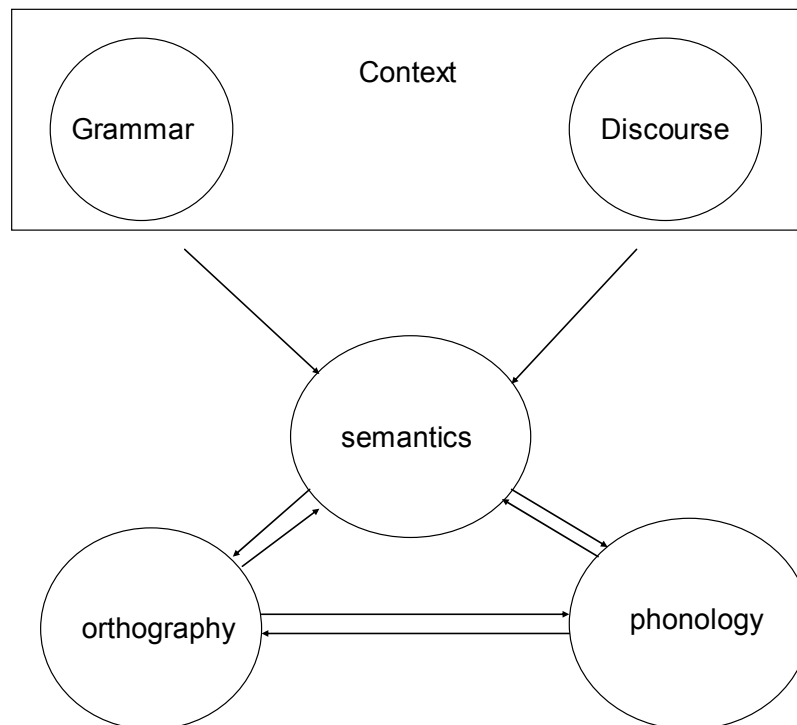 Context
Grammar
Discourse
semantics
orthography
phonology